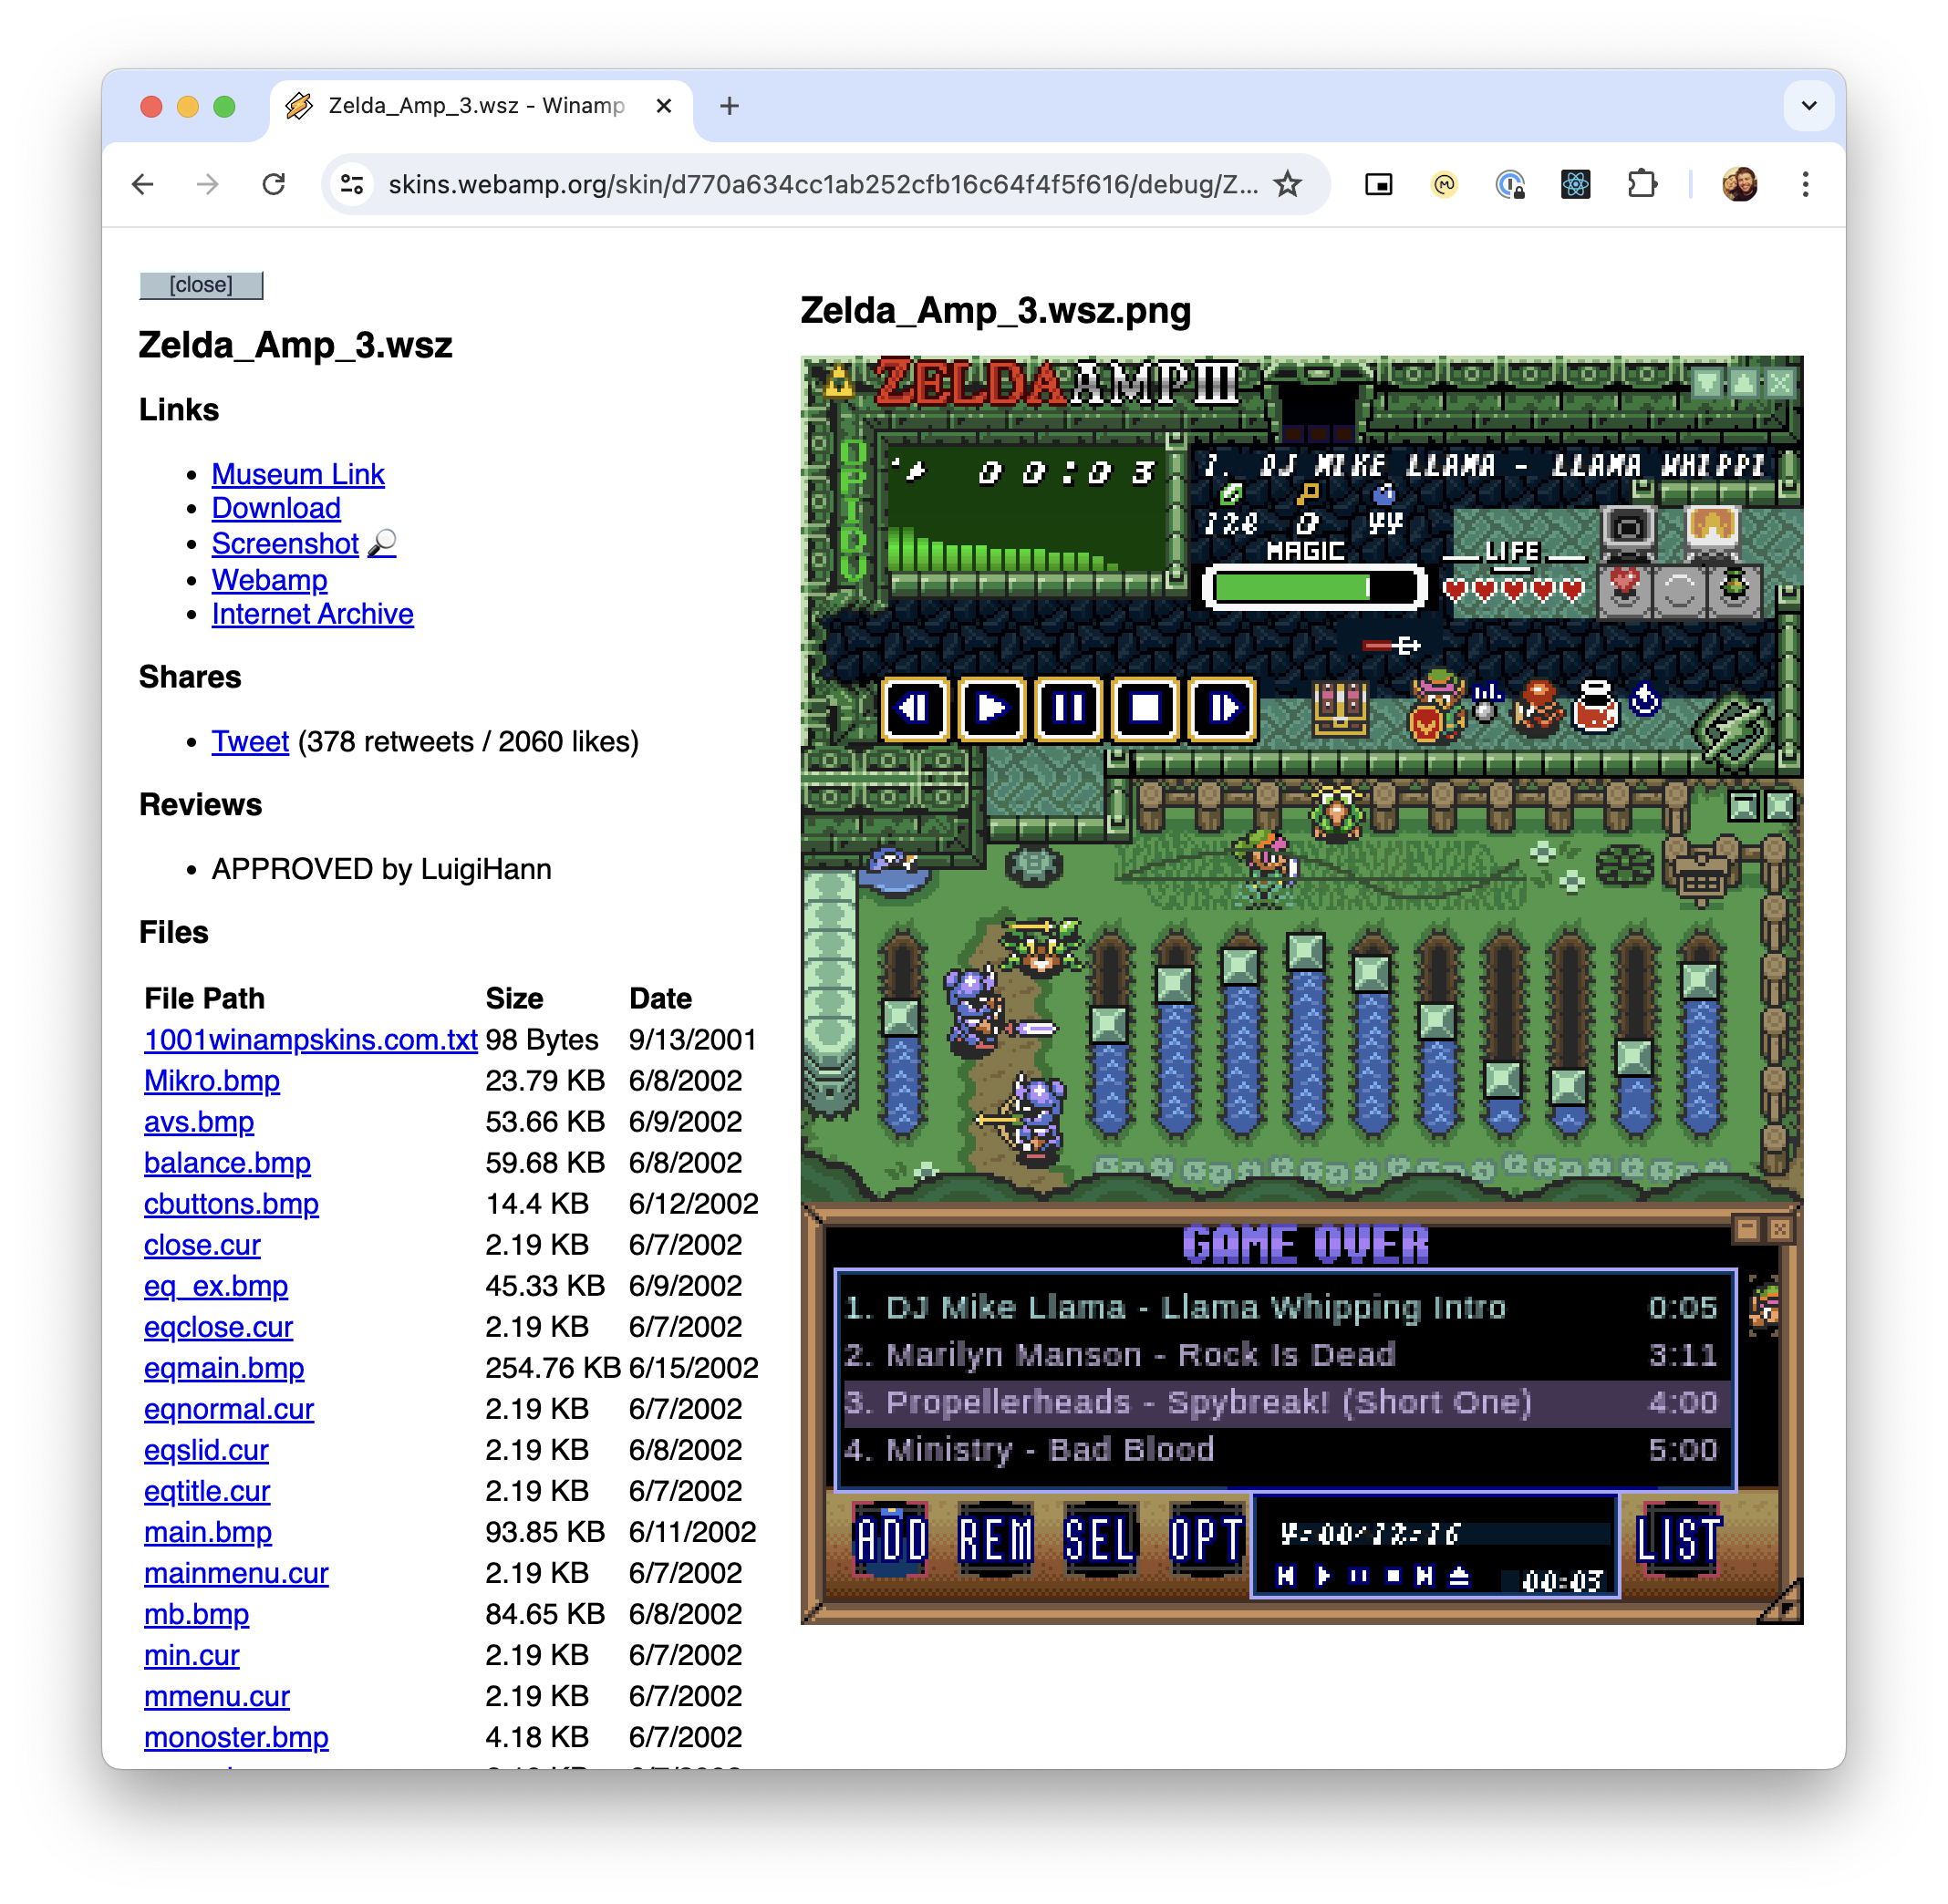 Zelda_Amp_3.wsz - Winamp
skins.webamp.org/skin/d770a634cc1ab252cfb16c64f4f5f616/debug/Z...
[close]
Zelda_Amp_3.wsz
Links
Museum Link
Download
Screenshot 🔎
Webamp
Internet Archive
Shares
Tweet (378 retweets / 2060 likes)
Reviews
APPROVED by LuigiHann
Files
File Path Size Date
1001winampskins.com.txt 98 Bytes 9/13/2001
Mikro.bmp 23.79 KB 6/8/2002
avs.bmp 53.66 KB 6/9/2002
balance.bmp 59.68 KB 6/8/2002
cbuttons.bmp 14.4 KB 6/12/2002
close.cur 2.19 KB 6/7/2002
eq_ex.bmp 45.33 KB 6/9/2002
eqclose.cur 2.19 KB 6/7/2002
eqmain.bmp 254.76 KB 6/15/2002
eqnormal.cur 2.19 KB 6/7/2002
eqslid.cur 2.19 KB 6/8/2002
eqtitle.cur 2.19 KB 6/7/2002
main.bmp 93.85 KB 6/11/2002
mainmenu.cur 2.19 KB 6/7/2002
mb.bmp 84.65 KB 6/8/2002
min.cur 2.19 KB 6/7/2002
mmenu.cur 2.19 KB 6/7/2002
monoster.bmp 4.18 KB 6/7/2002
Zelda_Amp_3.wsz.png
ZELDA AMP III
00:03
1. DJ MIKE LLAMA - LLAMA WHIPPI
128 0 44
MAGIC
LIFE
GAME OVER
1. DJ Mike Llama - Llama Whipping Intro 0:05
2. Marilyn Manson - Rock Is Dead 3:11
3. Propellerheads - Spybreak! (Short One) 4:00
4. Ministry - Bad Blood 5:00
ADD REM SEL OPT
4:00/12:16
00:03
LIST